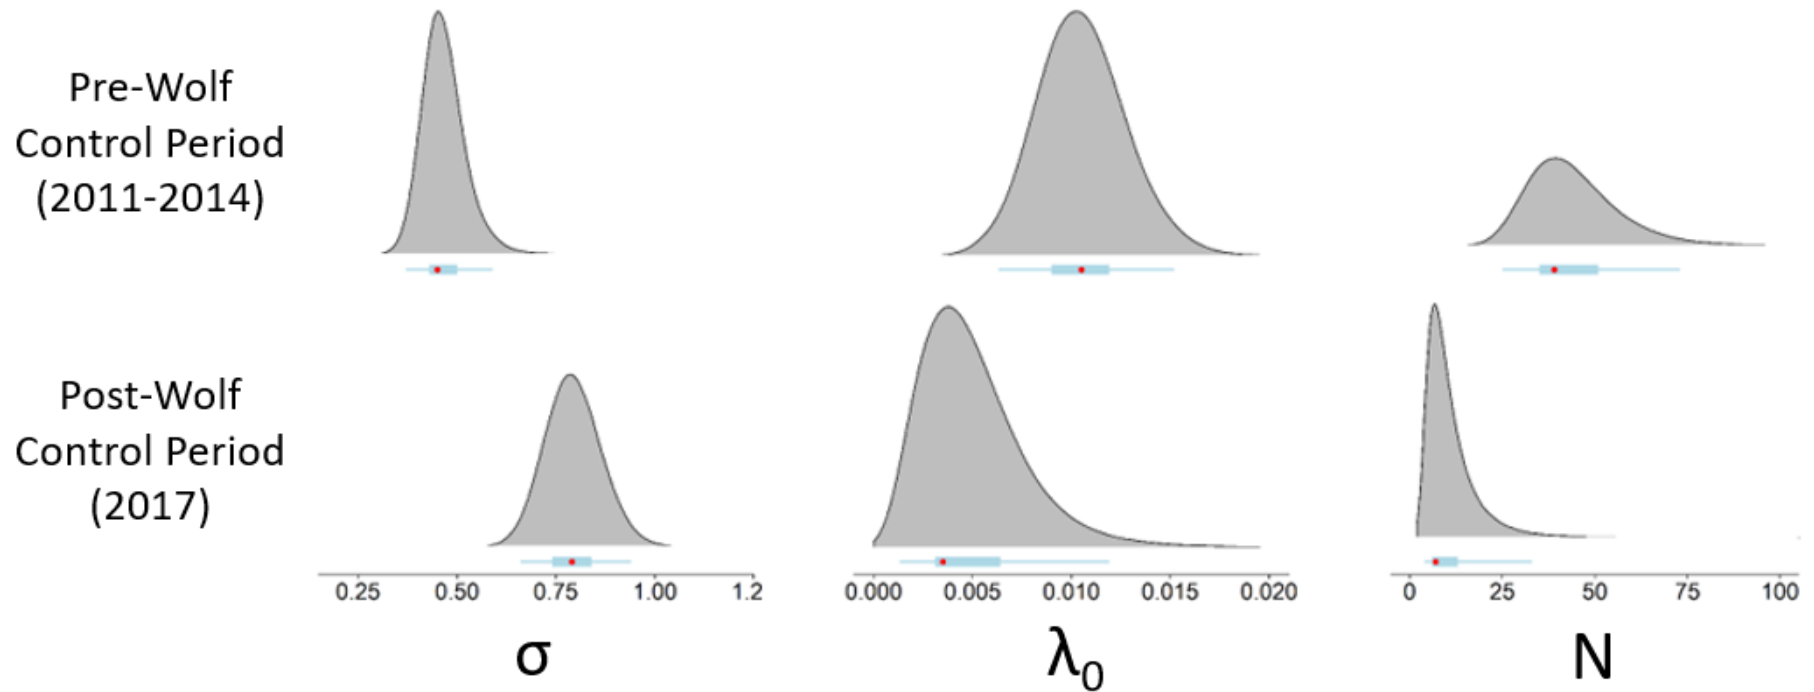 Pre-Wolf
Control Period
(2011-2014)
Post-Wolf
Control Period
(2017)
0.25 0.50 0.75 1.00 1.2
0.000 0.005 0.010 0.015 0.020
0 25 50 75 100
σ λ₀ N